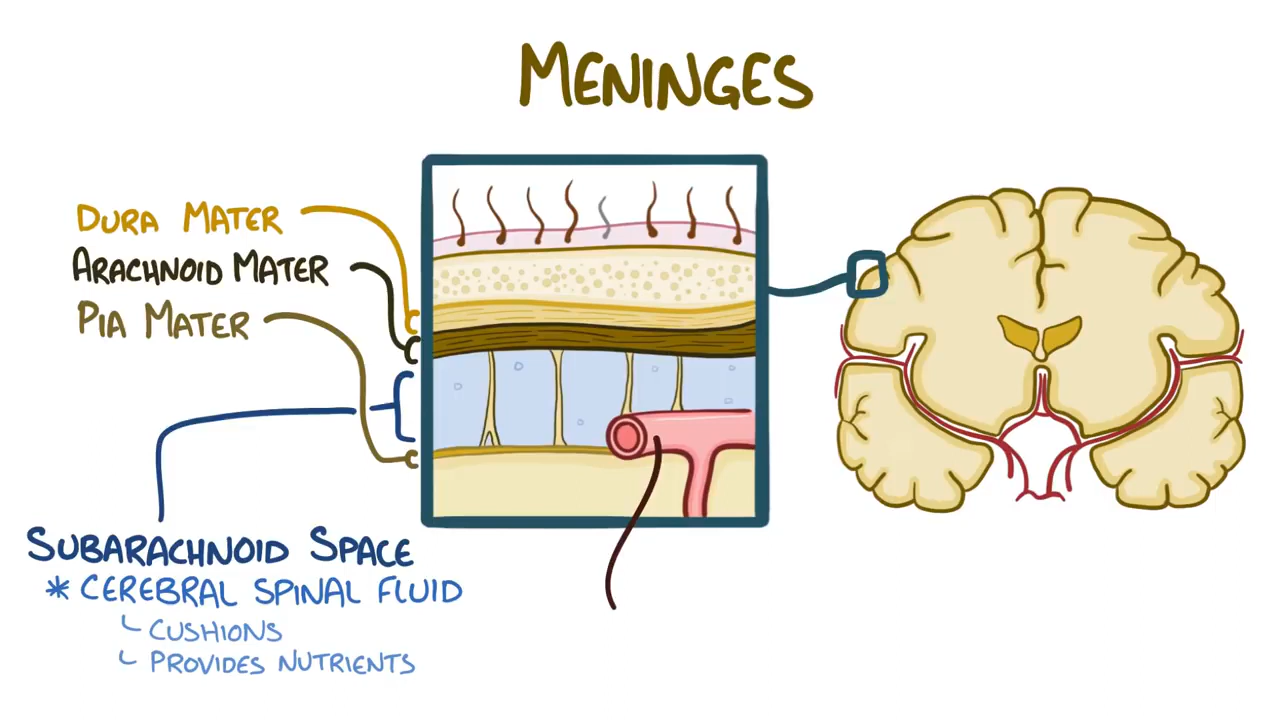 MENINGES
DURA MATER
ARACHNOID MATER
PIA MATER
SUBARACHNOID SPACE
* CEREBRAL SPINAL FLUID
CUSHIONS
PROVIDES NUTRIENTS